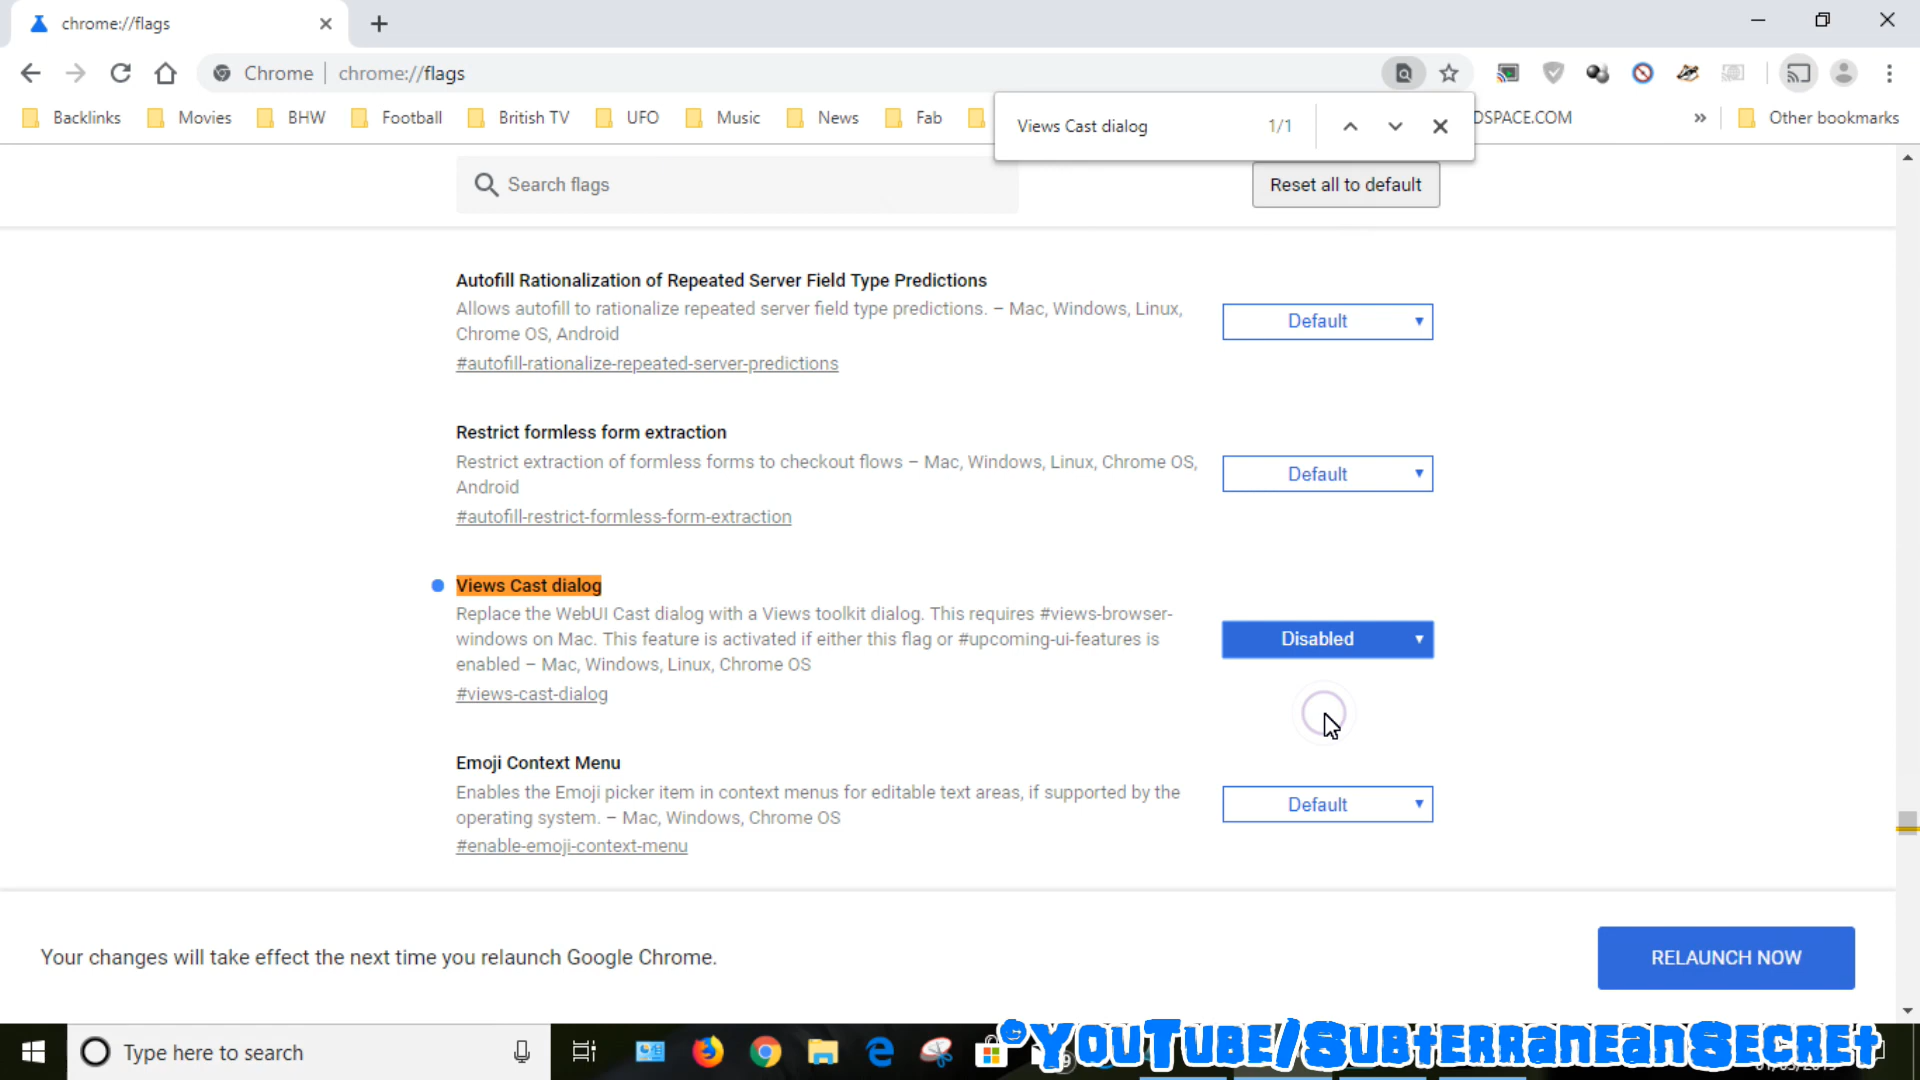 chrome://flags
Chrome | chrome://flags
Backlinks Movies BHW Football British TV UFO Music News Fab DSPACE.COM » Other bookmarks
Views Cast dialog 1/1
Search flags
Reset all to default
Autofill Rationalization of Repeated Server Field Type Predictions
Allows autofill to rationalize repeated server field type predictions. – Mac, Windows, Linux,
Chrome OS, Android
#autofill-rationalize-repeated-server-predictions
Default
Restrict formless form extraction
Restrict extraction of formless forms to checkout flows – Mac, Windows, Linux, Chrome OS,
Android
#autofill-restrict-formless-form-extraction
Default
Views Cast dialog
Replace the WebUI Cast dialog with a Views toolkit dialog. This requires #views-browser-
windows on Mac. This feature is activated if either this flag or #upcoming-ui-features is
enabled – Mac, Windows, Linux, Chrome OS
#views-cast-dialog
Disabled
Emoji Context Menu
Enables the Emoji picker item in context menus for editable text areas, if supported by the
operating system. – Mac, Windows, Chrome OS
#enable-emoji-context-menu
Default
Your changes will take effect the next time you relaunch Google Chrome.
RELAUNCH NOW
Type here to search
©YouTube/SubterraneanSecret